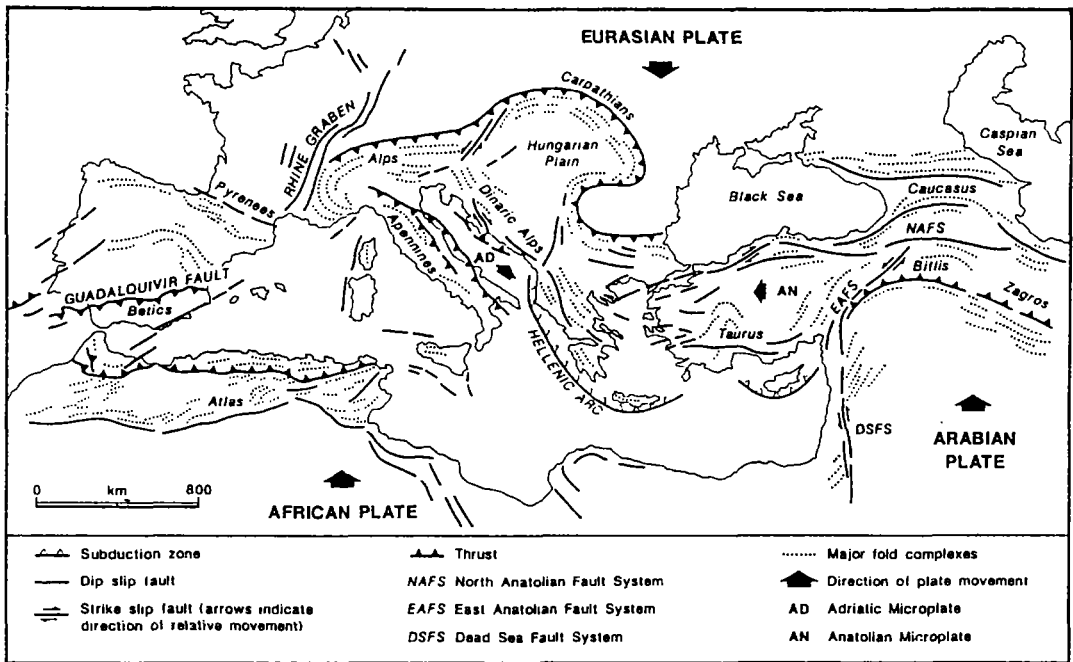 EURASIAN PLATE
Carpathians
RHINE GRABEN
Alps
Hungarian
Plain
Caspian
Sea
Pyrenees
Dinaric Alps
Black Sea
Caucasus
NAFS
Apennines
AD
GUADALQUIVIR FAULT
Betics
AN
EAFS
Bitlis
Zagros
Taurus
HELLENIC ARC
Atlas
DSFS
ARABIAN
PLATE
0 km 800
AFRICAN PLATE
Subduction zone
Dip slip fault
Strike slip fault (arrows indicate
direction of relative movement)
Thrust
NAFS North Anatolian Fault System
EAFS East Anatolian Fault System
DSFS Dead Sea Fault System
Major fold complexes
Direction of plate movement
AD Adriatic Microplate
AN Anatolian Microplate